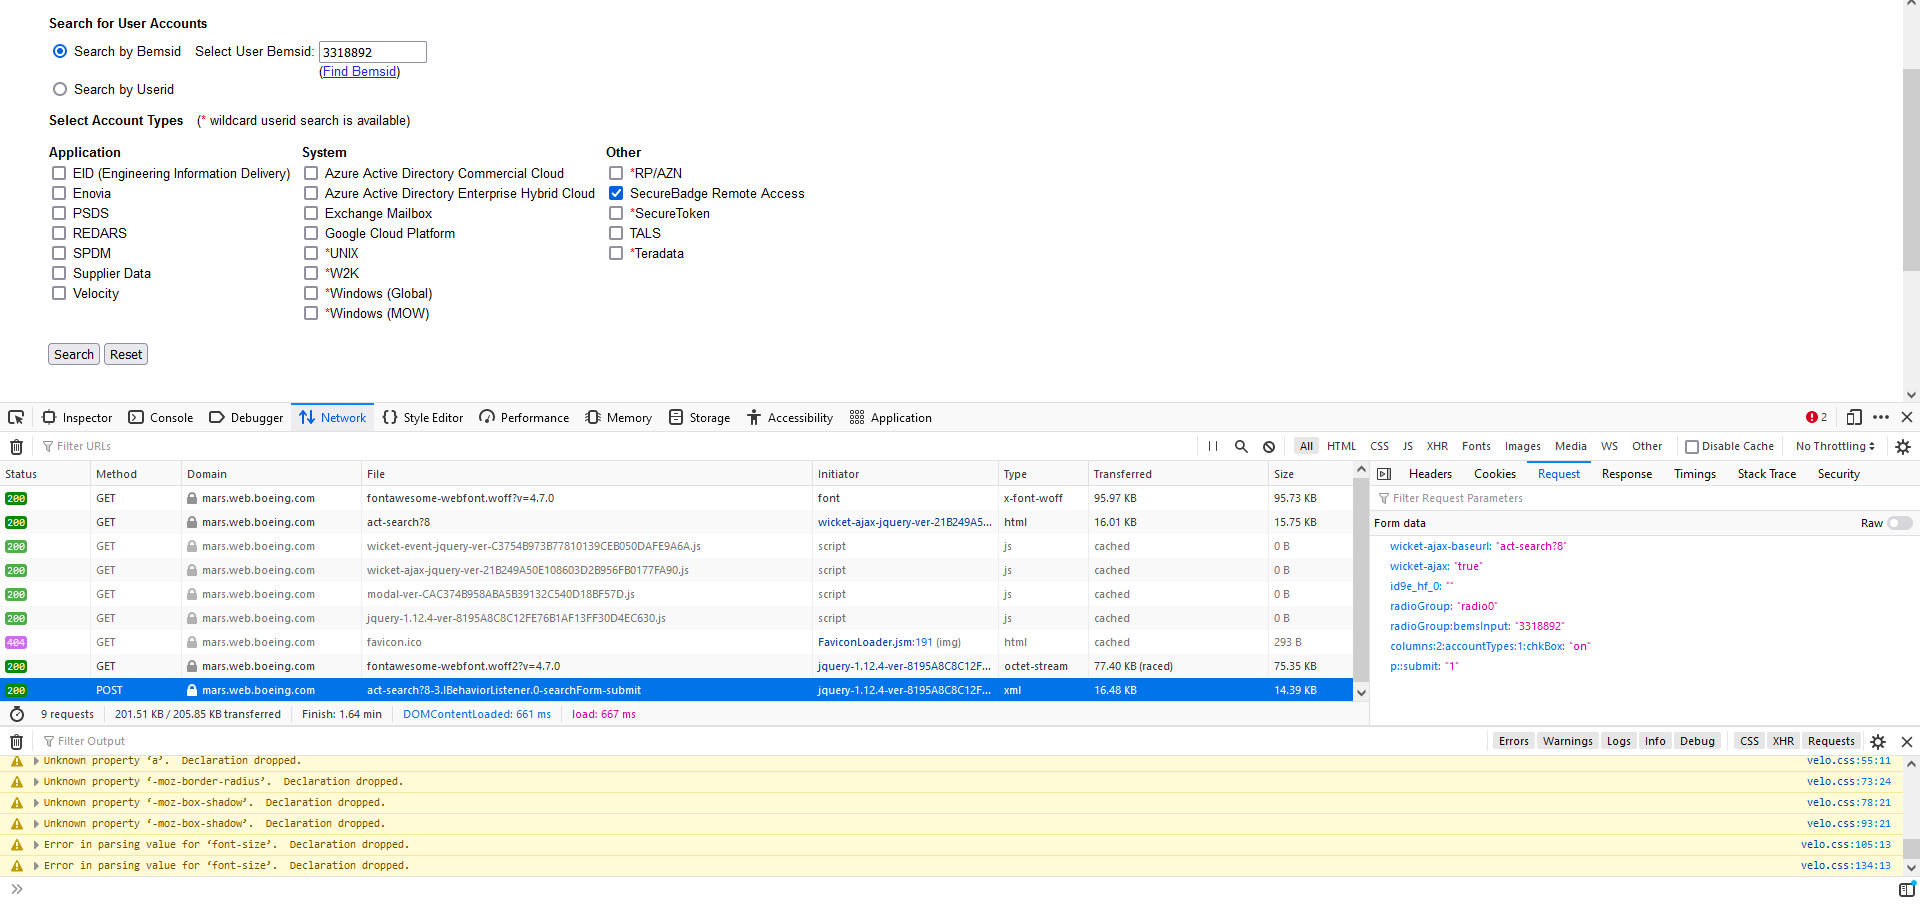 Search for User Accounts
Search by Bemsid Select User Bemsid: 3318892
(Find Bemsid)
Search by Userid
Select Account Types (* wildcard userid search is available)
Application System Other
EID (Engineering Information Delivery) Azure Active Directory Commercial Cloud *RP/AZN
Enovia Azure Active Directory Enterprise Hybrid Cloud SecureBadge Remote Access
PSDS Exchange Mailbox *SecureToken
REDARS Google Cloud Platform TALS
SPDM *UNIX *Teradata
Supplier Data *W2K
Velocity *Windows (Global)
*Windows (MOW)
Search Reset
Inspector Console Debugger Network Style Editor Performance Memory Storage Accessibility Application 2
Filter URLs All HTML CSS JS XHR Fonts Images Media WS Other Disable Cache No Throttling
Status Method Domain File Initiator Type Transferred Size
200 GET mars.web.boeing.com fontawesome-webfont.woff?v=4.7.0 font x-font-woff 95.97 KB 95.73 KB
200 GET mars.web.boeing.com act-search?8 wicket-ajax-jquery-ver-21B249A5... html 16.01 KB 15.75 KB
200 GET mars.web.boeing.com wicket-event-jquery-ver-C3754B973B77810139CEB050DAFE9A6A.js script js cached 0 B
200 GET mars.web.boeing.com wicket-ajax-jquery-ver-21B249A50E108603D2B956FB0177FA90.js script js cached 0 B
200 GET mars.web.boeing.com modal-ver-CAC374B958ABA5B39132C540D18BF57D.js script js cached 0 B
200 GET mars.web.boeing.com jquery-1.12.4-ver-8195A8C8C12FE76B1AF13FF30D4EC630.js script js cached 0 B
404 GET mars.web.boeing.com favicon.ico FaviconLoader.jsm:191 (img) html cached 293 B
200 GET mars.web.boeing.com fontawesome-webfont.woff2?v=4.7.0 jquery-1.12.4-ver-8195A8C8C12F... octet-stream 77.40 KB (raced) 75.35 KB
200 POST mars.web.boeing.com act-search?8-3.IBehaviorListener.0-searchForm-submit jquery-1.12.4-ver-8195A8C8C12F... xml 16.48 KB 14.39 KB
9 requests 201.51 KB / 205.85 KB transferred Finish: 1.64 min DOMContentLoaded: 661 ms load: 667 ms
Headers Cookies Request Response Timings Stack Trace Security
Filter Request Parameters
Form data Raw
wicket-ajax-baseurl: "act-search?8"
wicket-ajax: "true"
id9e_hf_0: ""
radioGroup: "radio0"
radioGroup:bemsInput: "3318892"
columns:2:accountTypes:1:chkBox: "on"
p::submit: "1"
Filter Output Errors Warnings Logs Info Debug CSS XHR Requests
Unknown property ‘a’. Declaration dropped. velo.css:55:11
Unknown property ‘-moz-border-radius’. Declaration dropped. velo.css:73:24
Unknown property ‘-moz-box-shadow’. Declaration dropped. velo.css:78:21
Unknown property ‘-moz-box-shadow’. Declaration dropped. velo.css:93:21
Error in parsing value for ‘font-size’. Declaration dropped. velo.css:105:13
Error in parsing value for ‘font-size’. Declaration dropped. velo.css:134:13